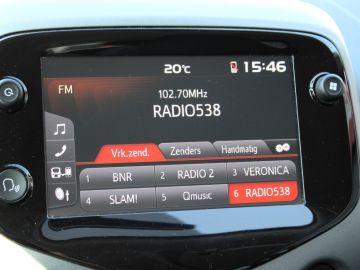 20°C 15:46
FM
102.70MHz
RADIO538
Vrk.zend. Zenders Handmatig
1 BNR 2 RADIO 2 3 VERONICA
4 SLAM! 5 Qmusic 6 RADIO538